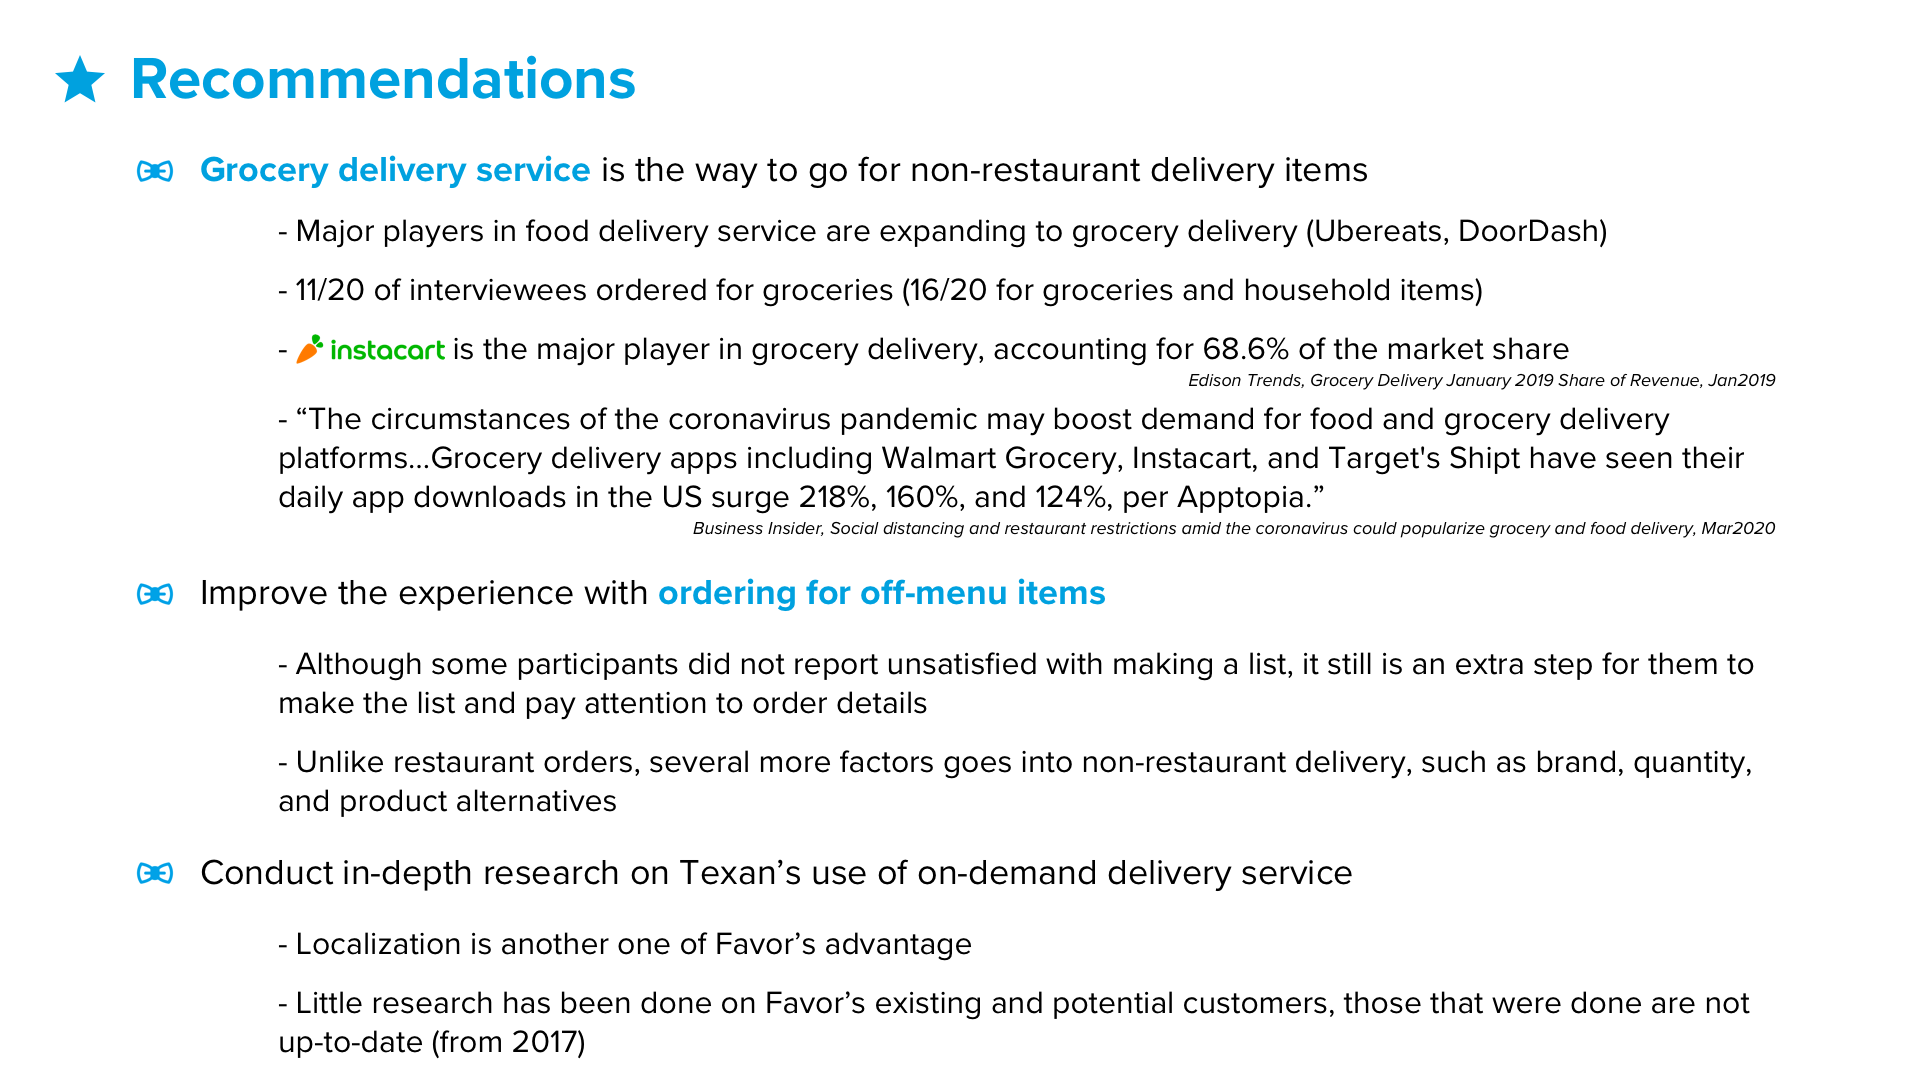 Recommendations
Grocery delivery service is the way to go for non-restaurant delivery items
- Major players in food delivery service are expanding to grocery delivery (Ubereats, DoorDash)
- 11/20 of interviewees ordered for groceries (16/20 for groceries and household items)
- instacart is the major player in grocery delivery, accounting for 68.6% of the market share
Edison Trends, Grocery Delivery January 2019 Share of Revenue, Jan2019
- “The circumstances of the coronavirus pandemic may boost demand for food and grocery delivery
platforms...Grocery delivery apps including Walmart Grocery, Instacart, and Target's Shipt have seen their
daily app downloads in the US surge 218%, 160%, and 124%, per Apptopia.”
Business Insider, Social distancing and restaurant restrictions amid the coronavirus could popularize grocery and food delivery, Mar2020
Improve the experience with ordering for off-menu items
- Although some participants did not report unsatisfied with making a list, it still is an extra step for them to
make the list and pay attention to order details
- Unlike restaurant orders, several more factors goes into non-restaurant delivery, such as brand, quantity,
and product alternatives
Conduct in-depth research on Texan’s use of on-demand delivery service
- Localization is another one of Favor’s advantage
- Little research has been done on Favor’s existing and potential customers, those that were done are not
up-to-date (from 2017)